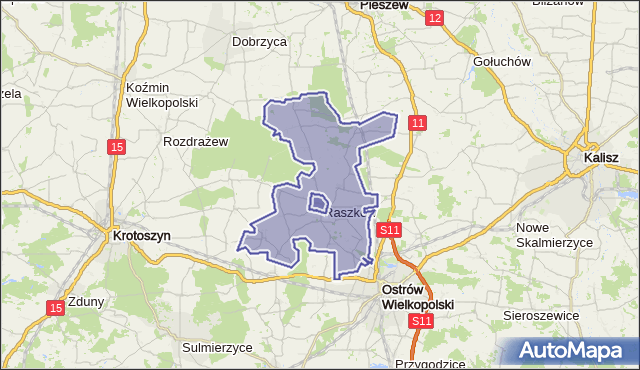 Pleszew
12
Dobrzyca
Gołuchów
Koźmin
Wielkopolski
11
Rozdrażew
15
Kalisz
Raszk
S11
Nowe
Skalmierzyce
Krotoszyn
Ostrów
Wielkopolski
15
Zduny
S11
Sieroszewice
Sulmierzyce
Przygodzice
AutoMapa